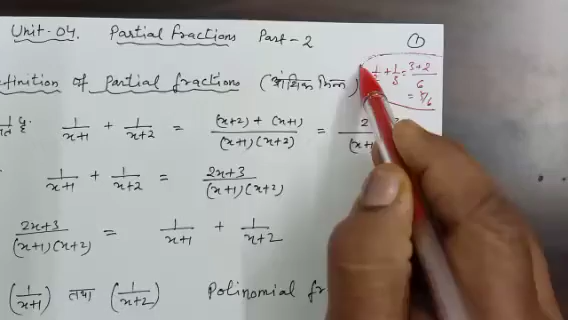 Unit-04. Partial Fractions Part-2 ①
1/2 + 1/3 = 3+2/6
= 5/6
efinition of partial fractions (आंशिक भिन्न)
1/(x+1) + 1/(x+2) = (x+2) + (x+1)/(x+1)(x+2) =
1/(x+1) + 1/(x+2) = 2x+3/(x+1)(x+2)
2x+3/(x+1)(x+2) = 1/(x+1) + 1/(x+2)
(1/(x+1)) तथा (1/(x+2)) Polinomial fr